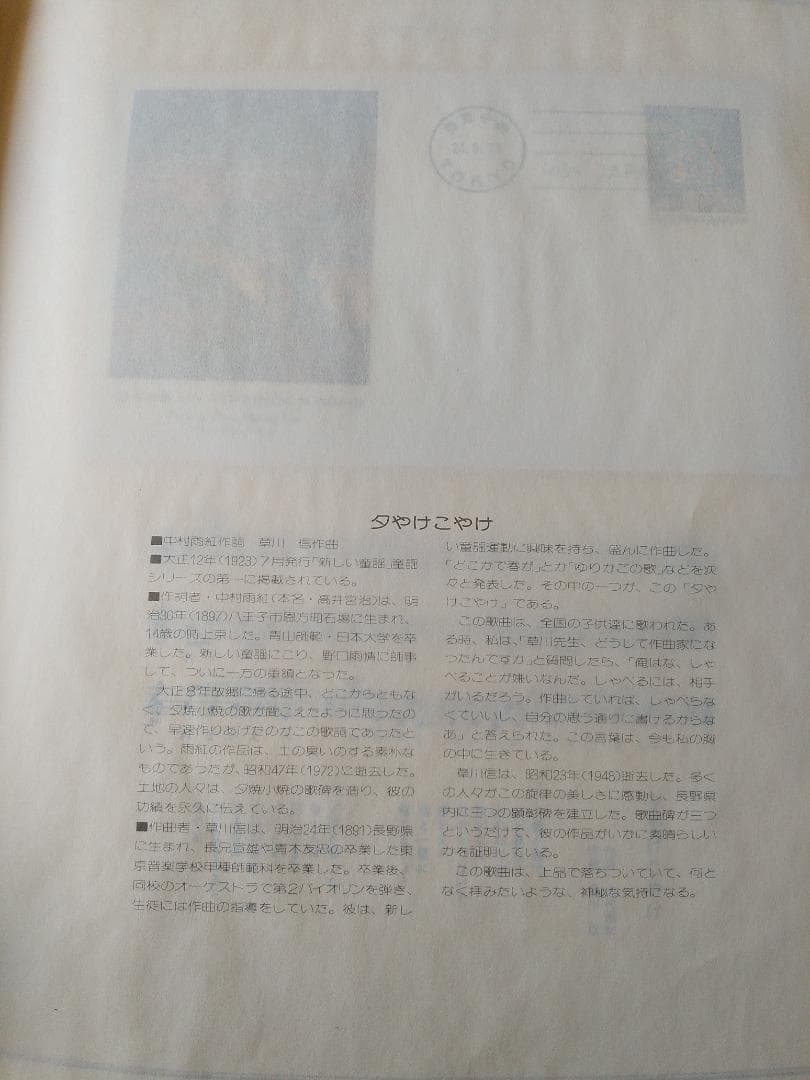 夕やけこやけ
■中村雨紅作詞　草川　信作曲
■大正12年(1923)7月発行「新しい童謡」童謡
シリーズの第一に掲載されている。
■作詞者・中村雨紅(本名・高井宮治)は、明
治30年(1897)八王子市恩方町石場に生まれ、
14歳の時上京した。青山師範・日本大学を卒
業した。新しい童謡にこり、野口雨情に師事
して、ついに一方の重鎮となった。
　大正8年故郷に帰る途中、どこからともな
く、夕焼小焼の歌が聞こえたように思ったの
で、早速作りあげたのがこの歌詞であったと
いう。雨紅の作品は、土の臭いのする素朴な
ものであったが、昭和47年(1972)に逝去した。
土地の人々は、夕焼小焼の歌碑を造り、彼の
功績を永久に伝えている。
■作曲者・草川信は、明治24年(1891)長野県
に生まれ、長兄宣雄や青木友忠の卒業した東
京音楽学校甲種師範科を卒業した。卒業後、
同校のオーケストラで第2バイオリンを弾き、
生徒には作曲の指導をしていた。彼は、新し
い童謡運動に興味を持ち、盛んに作曲した。
「どこかで春が」とか「ゆりかごの歌」などを次
々と発表した。その中の一つが、この「夕や
けこやけ」である。
　この歌曲は、全国の子供達に歌われた。あ
る時、私は、「草川先生、どうして作曲家にな
ったんですか」と質問したら、「俺はな、しゃ
べることが嫌いなんだ。しゃべるには、相手
がいるだろう。作曲していれば、しゃべらな
くていいし、自分の思う通りに書けるからな
あ」と答えられた。この言葉は、今も私の胸
の中に生きている。
　草川信は、昭和23年(1948)逝去した。多く
の人々がこの旋律の美しさに感動し、長野県
内に三つの顕彰碑を建立した。歌曲碑が三つ
というだけで、彼の作品がいかに素晴らしい
かを証明している。
　この歌曲は、上品で落ちついていて、何と
なく拝みたいような、神秘な気持になる。